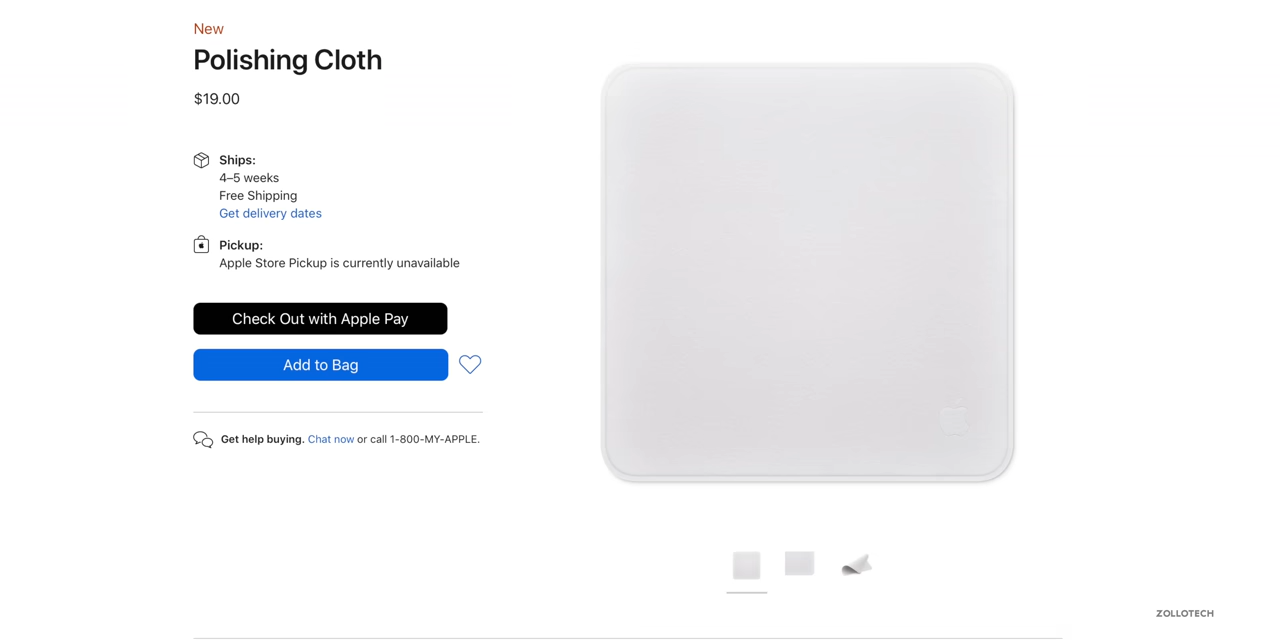 New
Polishing Cloth
$19.00
Ships:
4–5 weeks
Free Shipping
Get delivery dates
Pickup:
Apple Store Pickup is currently unavailable
Check Out with Apple Pay
Add to Bag
Get help buying. Chat now or call 1-800-MY-APPLE.
ZOLLOTECH